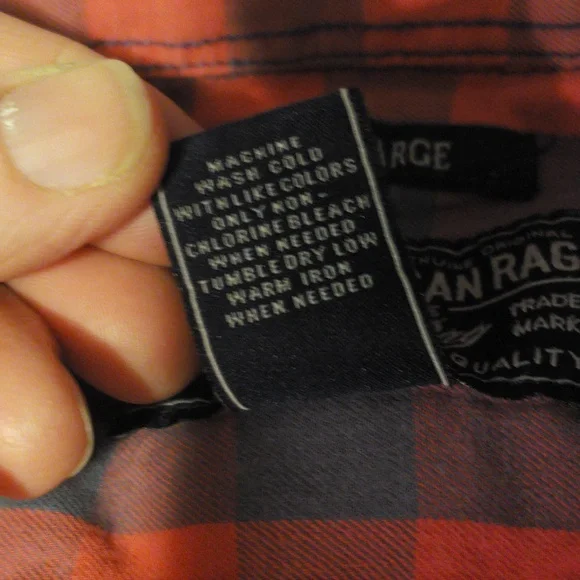 MACHINE
WASH COLD
WITH LIKE COLORS
ONLY NON-
CHLORINE BLEACH
WHEN NEEDED
TUMBLE DRY LOW
WARM IRON
WHEN NEEDED
ARGE
ORIGINAL
AN RAG
TRADE
MARK
QUALITY